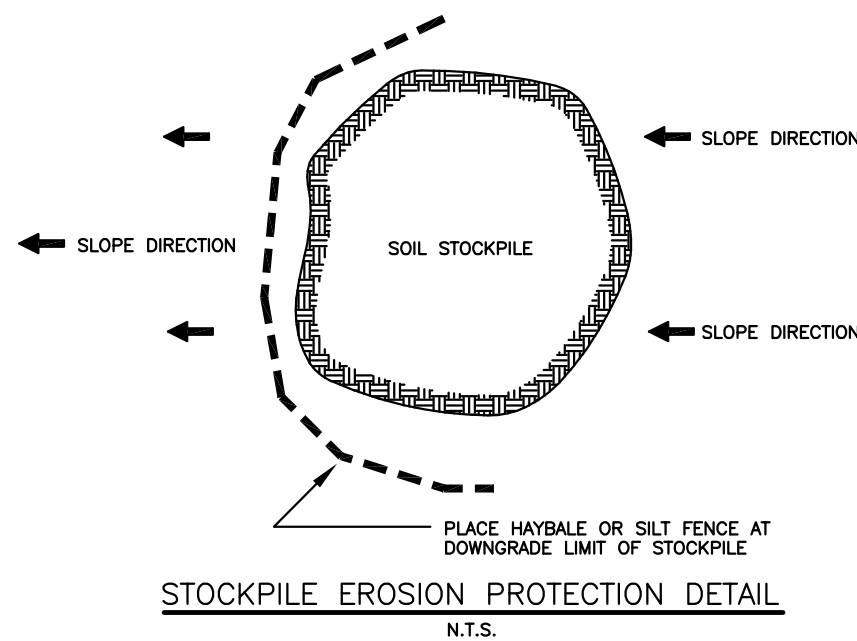 SLOPE DIRECTION
SLOPE DIRECTION
SOIL STOCKPILE
SLOPE DIRECTION
PLACE HAYBALE OR SILT FENCE AT
DOWNGRADE LIMIT OF STOCKPILE
STOCKPILE EROSION PROTECTION DETAIL
N.T.S.